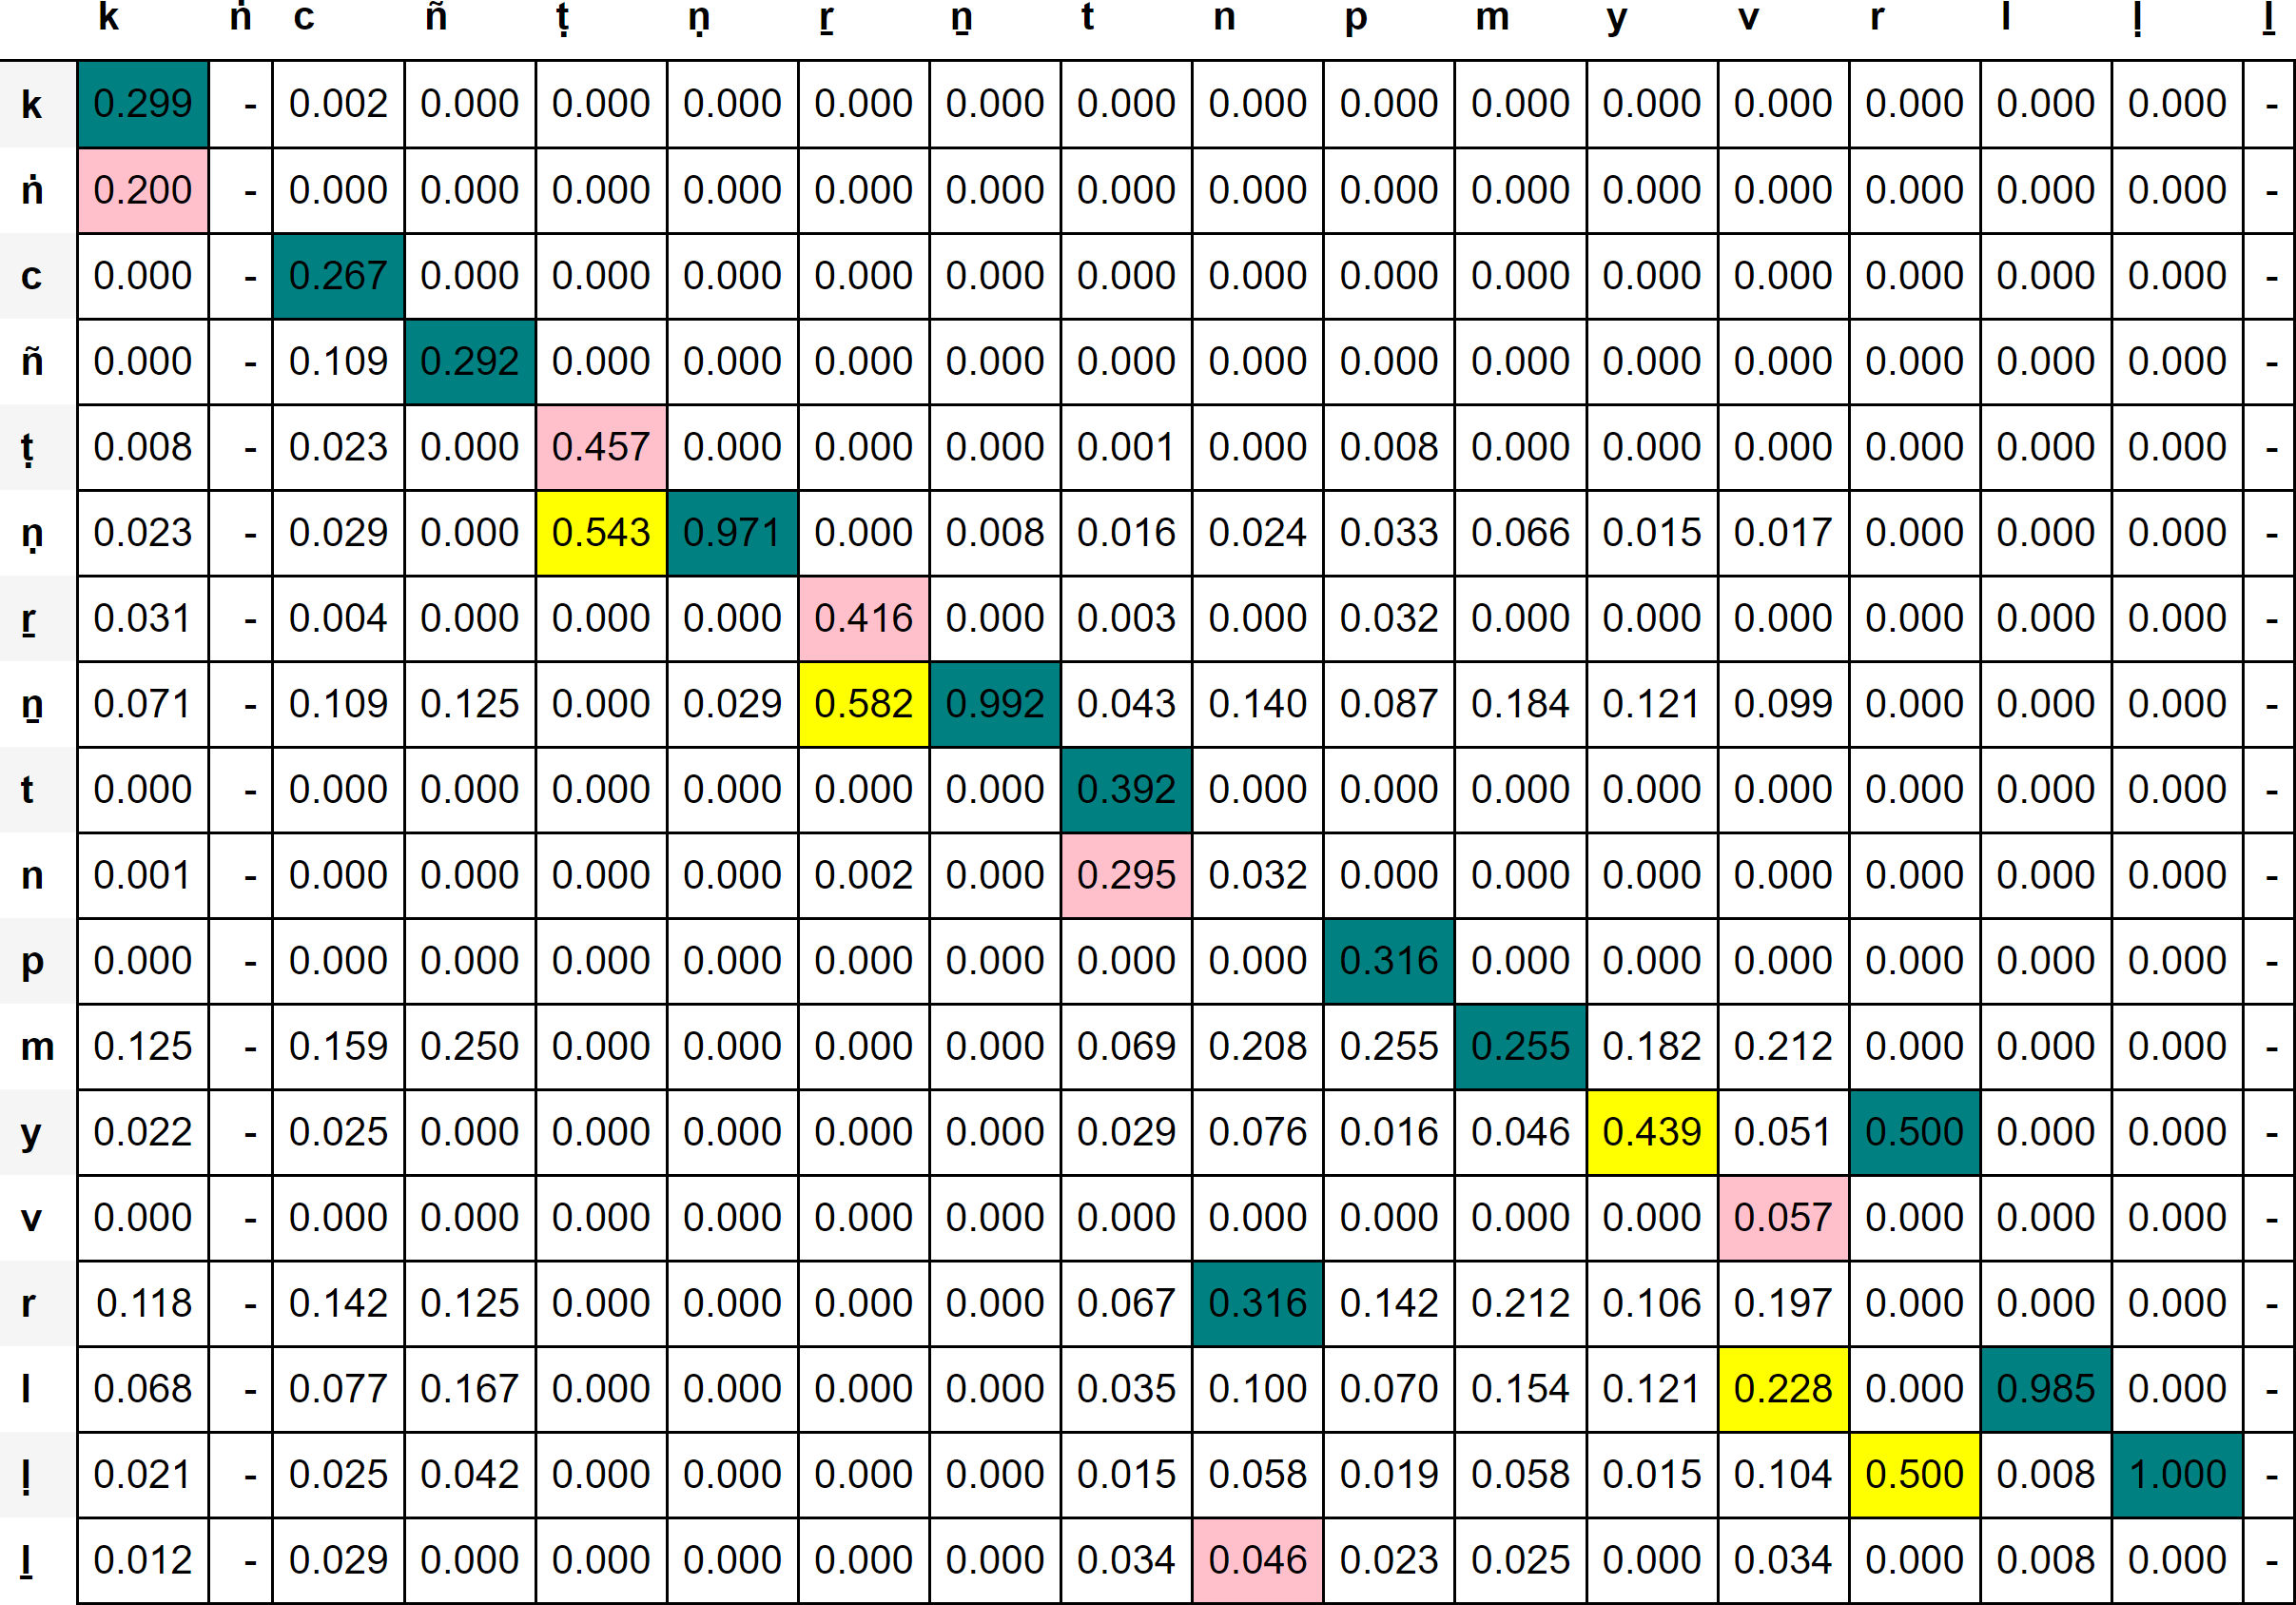 k ṅ c ñ ṭ ṇ ṟ ṉ t n p m y v r l ḷ ḻ
k 0.299 - 0.002 0.000 0.000 0.000 0.000 0.000 0.000 0.000 0.000 0.000 0.000 0.000 0.000 0.000 0.000 -
ṅ 0.200 - 0.000 0.000 0.000 0.000 0.000 0.000 0.000 0.000 0.000 0.000 0.000 0.000 0.000 0.000 0.000 -
c 0.000 - 0.267 0.000 0.000 0.000 0.000 0.000 0.000 0.000 0.000 0.000 0.000 0.000 0.000 0.000 0.000 -
ñ 0.000 - 0.109 0.292 0.000 0.000 0.000 0.000 0.000 0.000 0.000 0.000 0.000 0.000 0.000 0.000 0.000 -
ṭ 0.008 - 0.023 0.000 0.457 0.000 0.000 0.000 0.001 0.000 0.008 0.000 0.000 0.000 0.000 0.000 0.000 -
ṇ 0.023 - 0.029 0.000 0.543 0.971 0.000 0.008 0.016 0.024 0.033 0.066 0.015 0.017 0.000 0.000 0.000 -
ṟ 0.031 - 0.004 0.000 0.000 0.000 0.416 0.000 0.003 0.000 0.032 0.000 0.000 0.000 0.000 0.000 0.000 -
ṉ 0.071 - 0.109 0.125 0.000 0.029 0.582 0.992 0.043 0.140 0.087 0.184 0.121 0.099 0.000 0.000 0.000 -
t 0.000 - 0.000 0.000 0.000 0.000 0.000 0.000 0.392 0.000 0.000 0.000 0.000 0.000 0.000 0.000 0.000 -
n 0.001 - 0.000 0.000 0.000 0.000 0.002 0.000 0.295 0.032 0.000 0.000 0.000 0.000 0.000 0.000 0.000 -
p 0.000 - 0.000 0.000 0.000 0.000 0.000 0.000 0.000 0.000 0.316 0.000 0.000 0.000 0.000 0.000 0.000 -
m 0.125 - 0.159 0.250 0.000 0.000 0.000 0.000 0.069 0.208 0.255 0.255 0.182 0.212 0.000 0.000 0.000 -
y 0.022 - 0.025 0.000 0.000 0.000 0.000 0.000 0.029 0.076 0.016 0.046 0.439 0.051 0.500 0.000 0.000 -
v 0.000 - 0.000 0.000 0.000 0.000 0.000 0.000 0.000 0.000 0.000 0.000 0.000 0.057 0.000 0.000 0.000 -
r 0.118 - 0.142 0.125 0.000 0.000 0.000 0.000 0.067 0.316 0.142 0.212 0.106 0.197 0.000 0.000 0.000 -
l 0.068 - 0.077 0.167 0.000 0.000 0.000 0.000 0.035 0.100 0.070 0.154 0.121 0.228 0.000 0.985 0.000 -
ḷ 0.021 - 0.025 0.042 0.000 0.000 0.000 0.000 0.015 0.058 0.019 0.058 0.015 0.104 0.500 0.008 1.000 -
ḻ 0.012 - 0.029 0.000 0.000 0.000 0.000 0.000 0.034 0.046 0.023 0.025 0.000 0.034 0.000 0.008 0.000 -